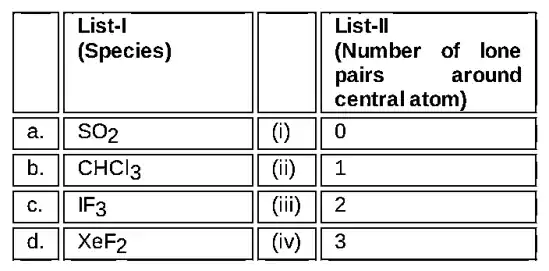 List-I
(Species)
List-II
(Number of lone
pairs around
central atom)
a. SO2 (i) 0
b. CHCl3 (ii) 1
c. IF3 (iii) 2
d. XeF2 (iv) 3